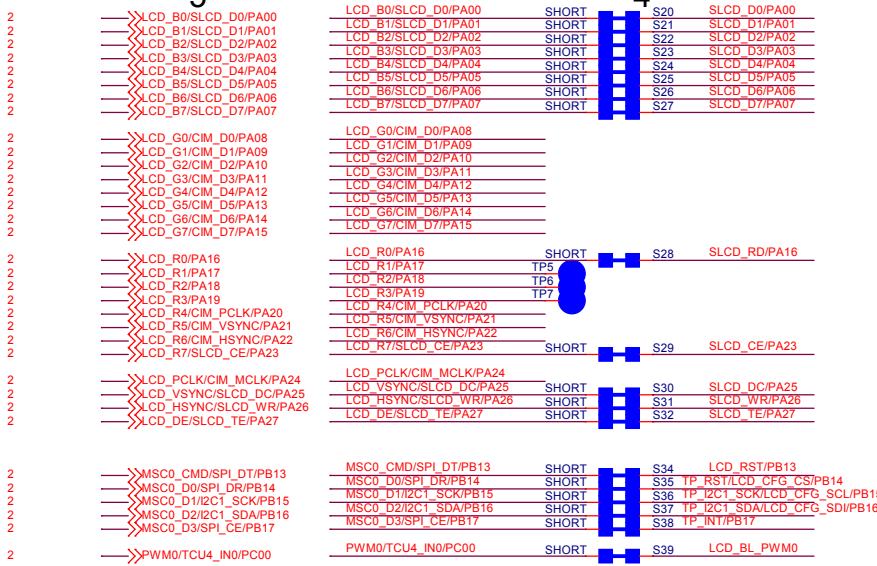 2 LCD_B0/SLCD_D0/PA00 LCD_B0/SLCD_D0/PA00 SHORT S20 SLCD_D0/PA00
2 LCD_B1/SLCD_D1/PA01 LCD_B1/SLCD_D1/PA01 SHORT S21 SLCD_D1/PA01
2 LCD_B2/SLCD_D2/PA02 LCD_B2/SLCD_D2/PA02 SHORT S22 SLCD_D2/PA02
2 LCD_B3/SLCD_D3/PA03 LCD_B3/SLCD_D3/PA03 SHORT S23 SLCD_D3/PA03
2 LCD_B4/SLCD_D4/PA04 LCD_B4/SLCD_D4/PA04 SHORT S24 SLCD_D4/PA04
2 LCD_B5/SLCD_D5/PA05 LCD_B5/SLCD_D5/PA05 SHORT S25 SLCD_D5/PA05
2 LCD_B6/SLCD_D6/PA06 LCD_B6/SLCD_D6/PA06 SHORT S26 SLCD_D6/PA06
2 LCD_B7/SLCD_D7/PA07 LCD_B7/SLCD_D7/PA07 SHORT S27 SLCD_D7/PA07
2 LCD_G0/CIM_D0/PA08 LCD_G0/CIM_D0/PA08
2 LCD_G1/CIM_D1/PA09 LCD_G1/CIM_D1/PA09
2 LCD_G2/CIM_D2/PA10 LCD_G2/CIM_D2/PA10
2 LCD_G3/CIM_D3/PA11 LCD_G3/CIM_D3/PA11
2 LCD_G4/CIM_D4/PA12 LCD_G4/CIM_D4/PA12
2 LCD_G5/CIM_D5/PA13 LCD_G5/CIM_D5/PA13
2 LCD_G6/CIM_D6/PA14 LCD_G6/CIM_D6/PA14
2 LCD_G7/CIM_D7/PA15 LCD_G7/CIM_D7/PA15
2 LCD_R0/PA16 LCD_R0/PA16 SHORT S28 SLCD_RD/PA16
2 LCD_R1/PA17 LCD_R1/PA17 TP5
2 LCD_R2/PA18 LCD_R2/PA18 TP6
2 LCD_R3/PA19 LCD_R3/PA19 TP7
2 LCD_R4/CIM_PCLK/PA20 LCD_R4/CIM_PCLK/PA20
2 LCD_R5/CIM_VSYNC/PA21 LCD_R5/CIM_VSYNC/PA21
2 LCD_R6/CIM_HSYNC/PA22 LCD_R6/CIM_HSYNC/PA22
2 LCD_R7/SLCD_CE/PA23 LCD_R7/SLCD_CE/PA23 SHORT S29 SLCD_CE/PA23
2 LCD_PCLK/CIM_MCLK/PA24 LCD_PCLK/CIM_MCLK/PA24
2 LCD_VSYNC/SLCD_DC/PA25 LCD_VSYNC/SLCD_DC/PA25 SHORT S30 SLCD_DC/PA25
2 LCD_HSYNC/SLCD_WR/PA26 LCD_HSYNC/SLCD_WR/PA26 SHORT S31 SLCD_WR/PA26
2 LCD_DE/SLCD_TE/PA27 LCD_DE/SLCD_TE/PA27 SHORT S32 SLCD_TE/PA27
2 MSC0_CMD/SPI_DT/PB13 MSC0_CMD/SPI_DT/PB13 SHORT S34 LCD_RST/PB13
2 MSC0_D0/SPI_DR/PB14 MSC0_D0/SPI_DR/PB14 SHORT S35 TP_RST/LCD_CFG_CS/PB14
2 MSC0_D1/I2C1_SCK/PB15 MSC0_D1/I2C1_SCK/PB15 SHORT S36 TP_I2C1_SCK/LCD_CFG_SCL/PB1
2 MSC0_D2/I2C1_SDA/PB16 MSC0_D2/I2C1_SDA/PB16 SHORT S37 TP_I2C1_SDA/LCD_CFG_SDI/PB16
2 MSC0_D3/SPI_CE/PB17 MSC0_D3/SPI_CE/PB17 SHORT S38 TP_INT/PB17
2 PWM0/TCU4_IN0/PC00 PWM0/TCU4_IN0/PC00 SHORT S39 LCD_BL_PWM0